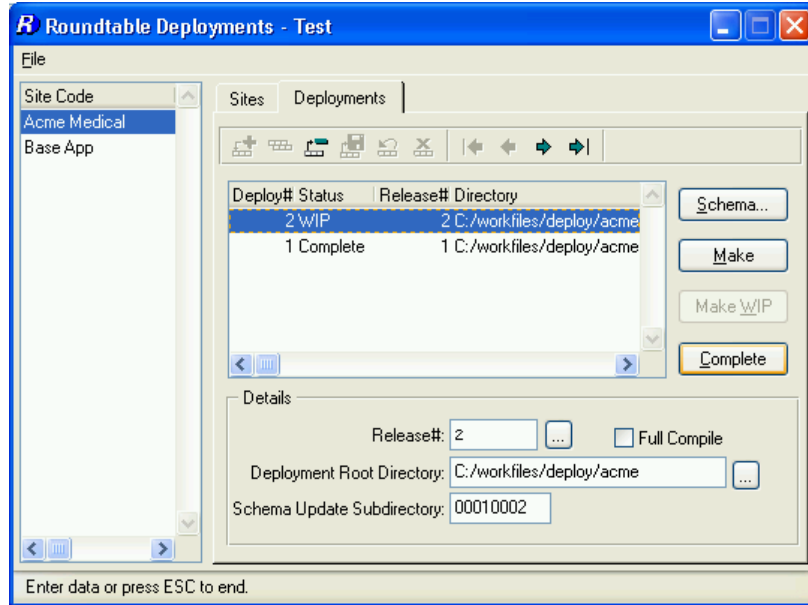 R Roundtable Deployments - Test
File
Site Code
Acme Medical
Base App
Sites Deployments
Deploy# Status Release# Directory
2 WIP 2 C:/workfiles/deploy/acme
1 Complete 1 C:/workfiles/deploy/acme
Schema...
Make
Make WIP
Complete
Details
Release#: 2 ... Full Compile
Deployment Root Directory: C:/workfiles/deploy/acme ...
Schema Update Subdirectory: 00010002
Enter data or press ESC to end.